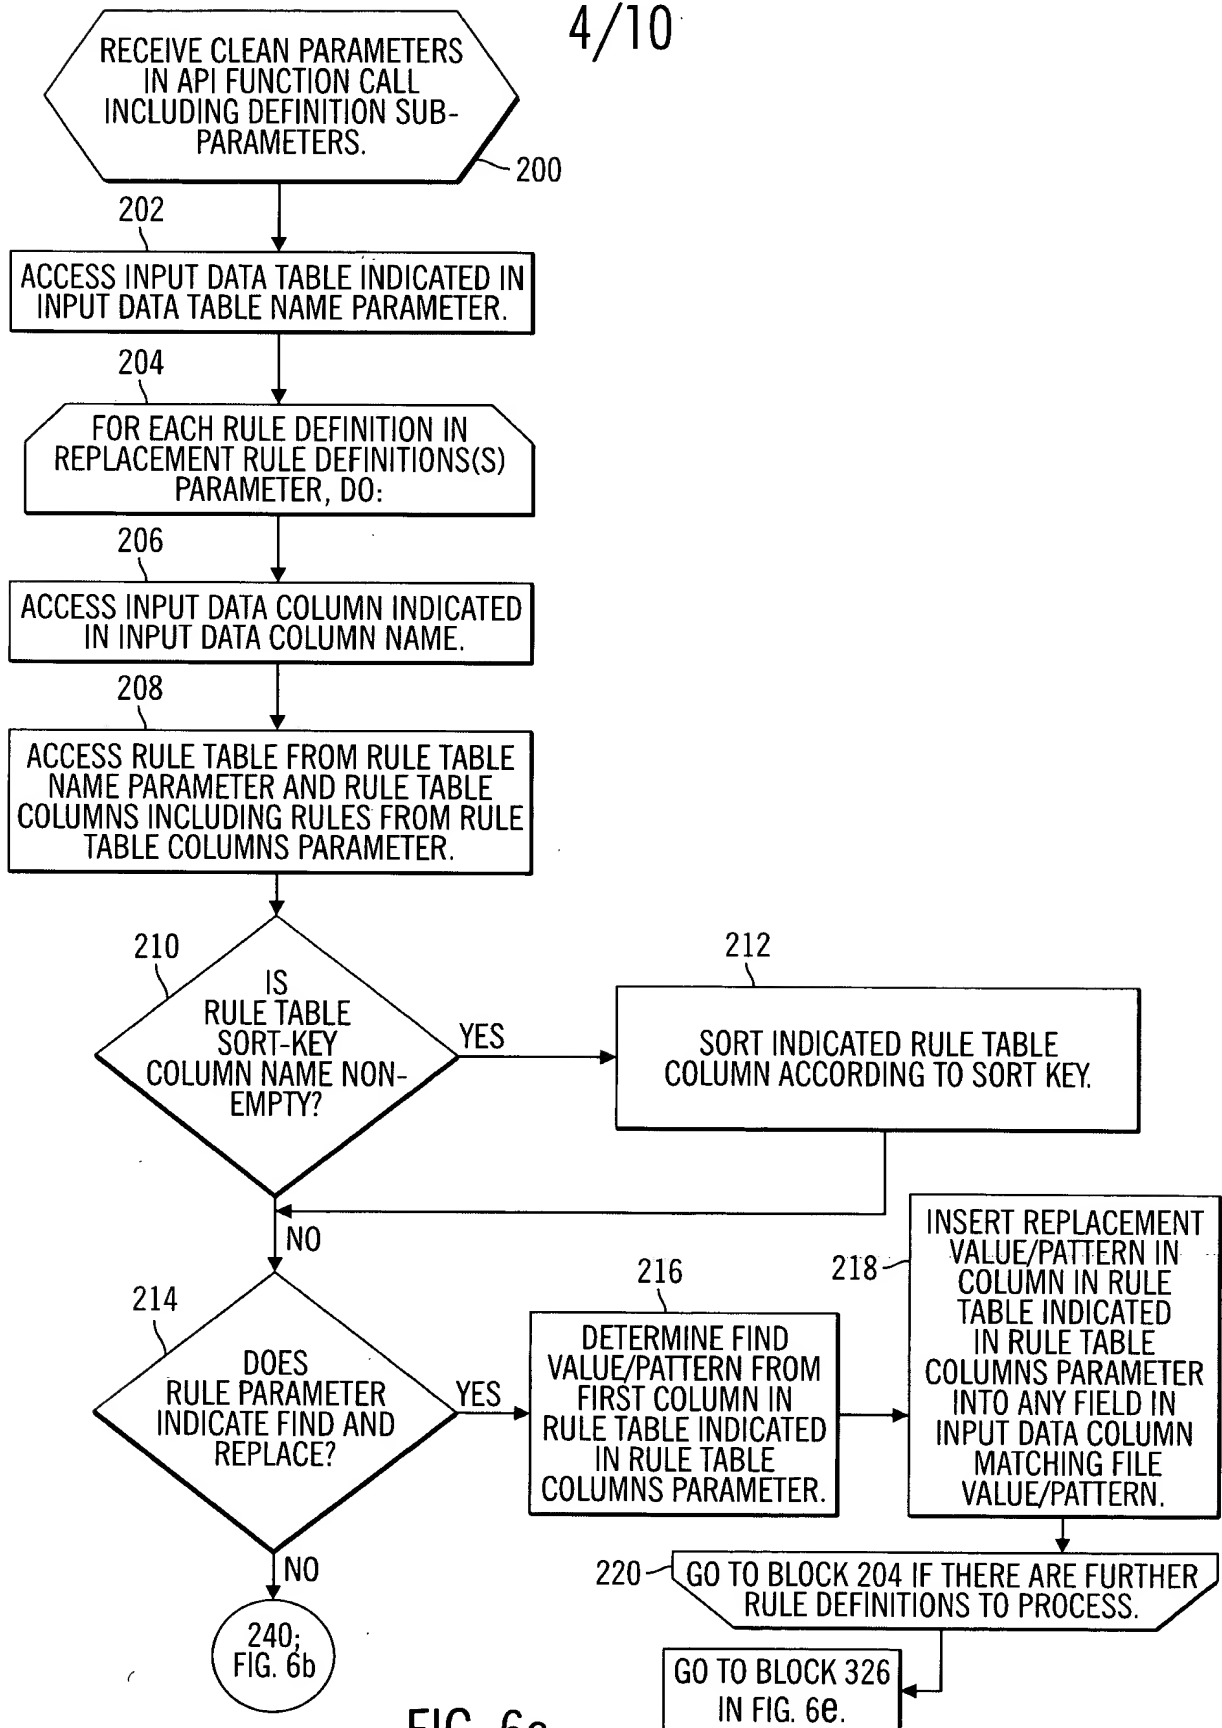 4/10
RECEIVE CLEAN PARAMETERS
IN API FUNCTION CALL
INCLUDING DEFINITION SUB-
PARAMETERS.
200
202
ACCESS INPUT DATA TABLE INDICATED IN
INPUT DATA TABLE NAME PARAMETER.
204
FOR EACH RULE DEFINITION IN
REPLACEMENT RULE DEFINITIONS(S)
PARAMETER, DO:
206
ACCESS INPUT DATA COLUMN INDICATED
IN INPUT DATA COLUMN NAME.
208
ACCESS RULE TABLE FROM RULE TABLE
NAME PARAMETER AND RULE TABLE
COLUMNS INCLUDING RULES FROM RULE
TABLE COLUMNS PARAMETER.
210
IS
RULE TABLE
SORT-KEY
COLUMN NAME NON-
EMPTY?
YES
212
SORT INDICATED RULE TABLE
COLUMN ACCORDING TO SORT KEY.
NO
214
DOES
RULE PARAMETER
INDICATE FIND AND
REPLACE?
YES
216
DETERMINE FIND
VALUE/PATTERN FROM
FIRST COLUMN IN
RULE TABLE INDICATED
IN RULE TABLE
COLUMNS PARAMETER.
218
INSERT REPLACEMENT
VALUE/PATTERN IN
COLUMN IN RULE
TABLE INDICATED
IN RULE TABLE
COLUMNS PARAMETER
INTO ANY FIELD IN
INPUT DATA COLUMN
MATCHING FILE
VALUE/PATTERN.
NO
240;
FIG. 6b
220
GO TO BLOCK 204 IF THERE ARE FURTHER
RULE DEFINITIONS TO PROCESS.
GO TO BLOCK 326
IN FIG. 6e.
FIG.